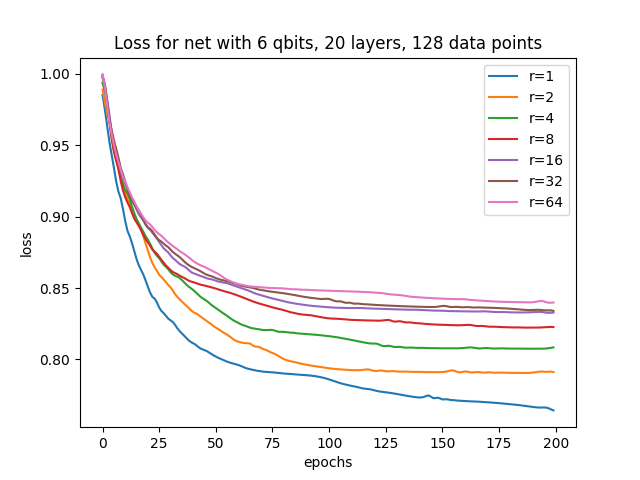 Loss for net with 6 qbits, 20 layers, 128 data points
1.00
0.95
0.90
0.85
0.80
loss
r=1
r=2
r=4
r=8
r=16
r=32
r=64
0 25 50 75 100 125 150 175 200
epochs